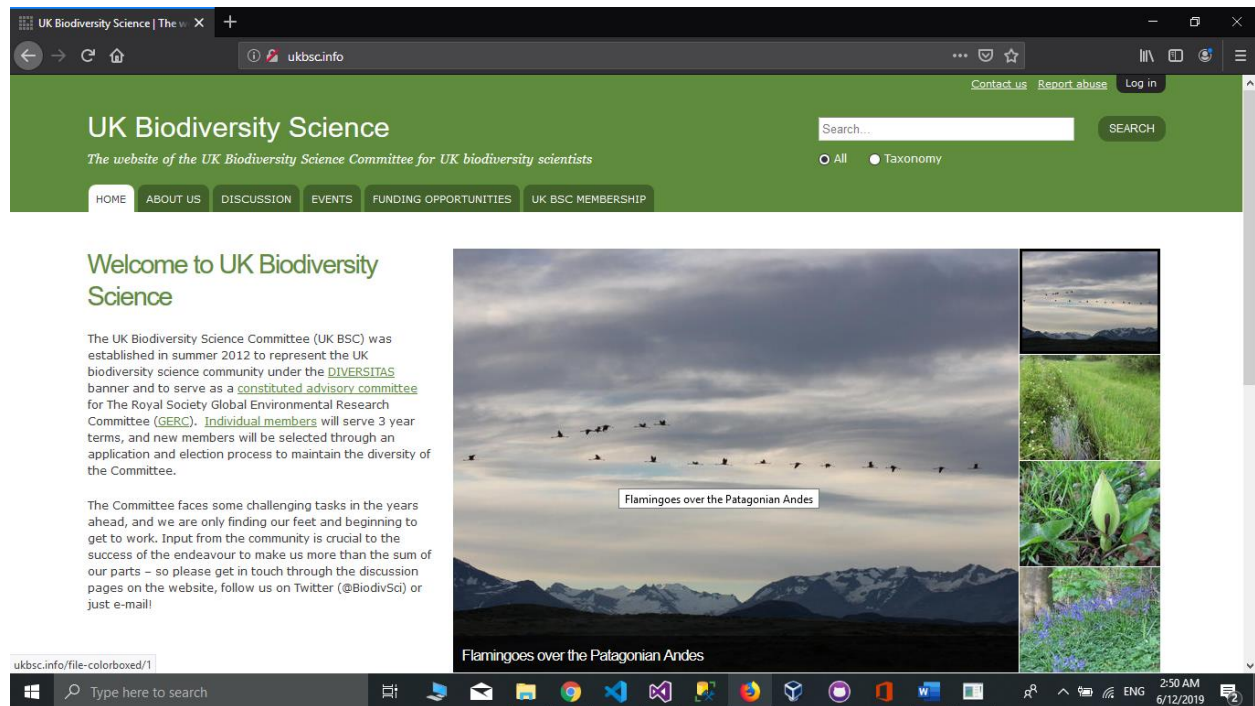 UK Biodiversity Science | The w
ukbsc.info
Contact us Report abuse Log in
UK Biodiversity Science
The website of the UK Biodiversity Science Committee for UK biodiversity scientists
Search...
SEARCH
All Taxonomy
HOME ABOUT US DISCUSSION EVENTS FUNDING OPPORTUNITIES UK BSC MEMBERSHIP
Welcome to UK Biodiversity
Science
The UK Biodiversity Science Committee (UK BSC) was
established in summer 2012 to represent the UK
biodiversity science community under the DIVERSITAS
banner and to serve as a constituted advisory committee
for The Royal Society Global Environmental Research
Committee (GERC). Individual members will serve 3 year
terms, and new members will be selected through an
application and election process to maintain the diversity of
the Committee.
The Committee faces some challenging tasks in the years
ahead, and we are only finding our feet and beginning to
get to work. Input from the community is crucial to the
success of the endeavour to make us more than the sum of
our parts – so please get in touch through the discussion
pages on the website, follow us on Twitter (@BiodivSci) or
just e-mail!
Flamingoes over the Patagonian Andes
Flamingoes over the Patagonian Andes
ukbsc.info/file-colorboxed/1
Type here to search
ENG
2:50 AM
6/12/2019
2